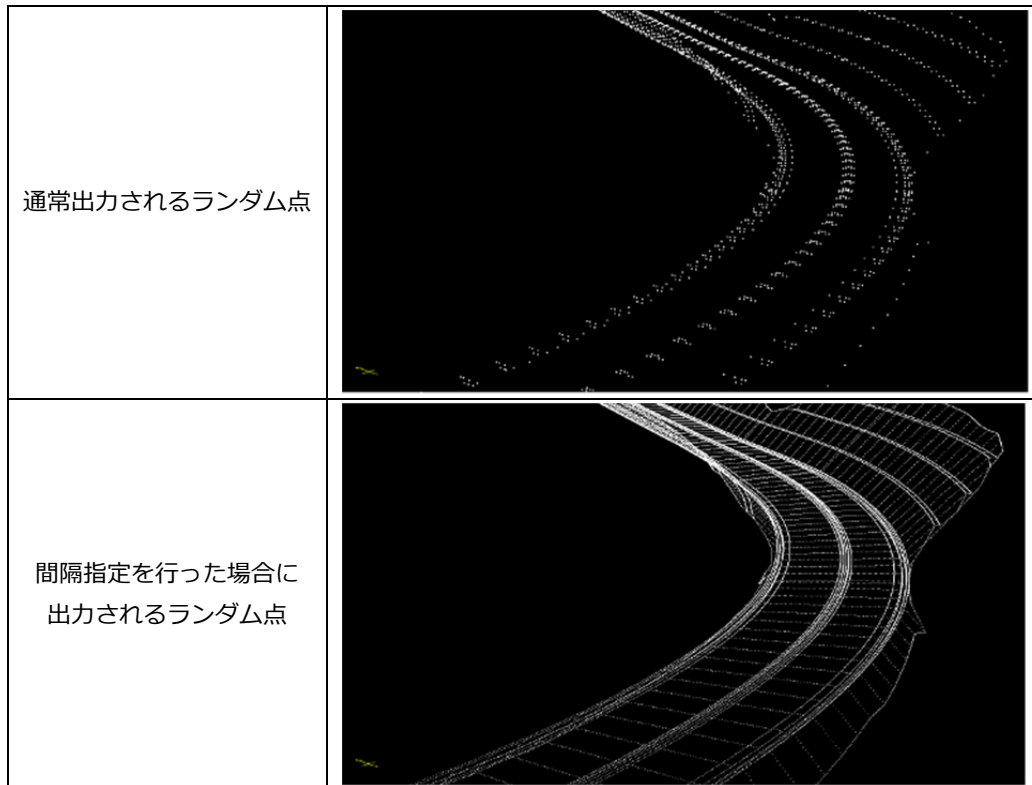 通常出力されるランダム点
間隔指定を行った場合に
出力されるランダム点